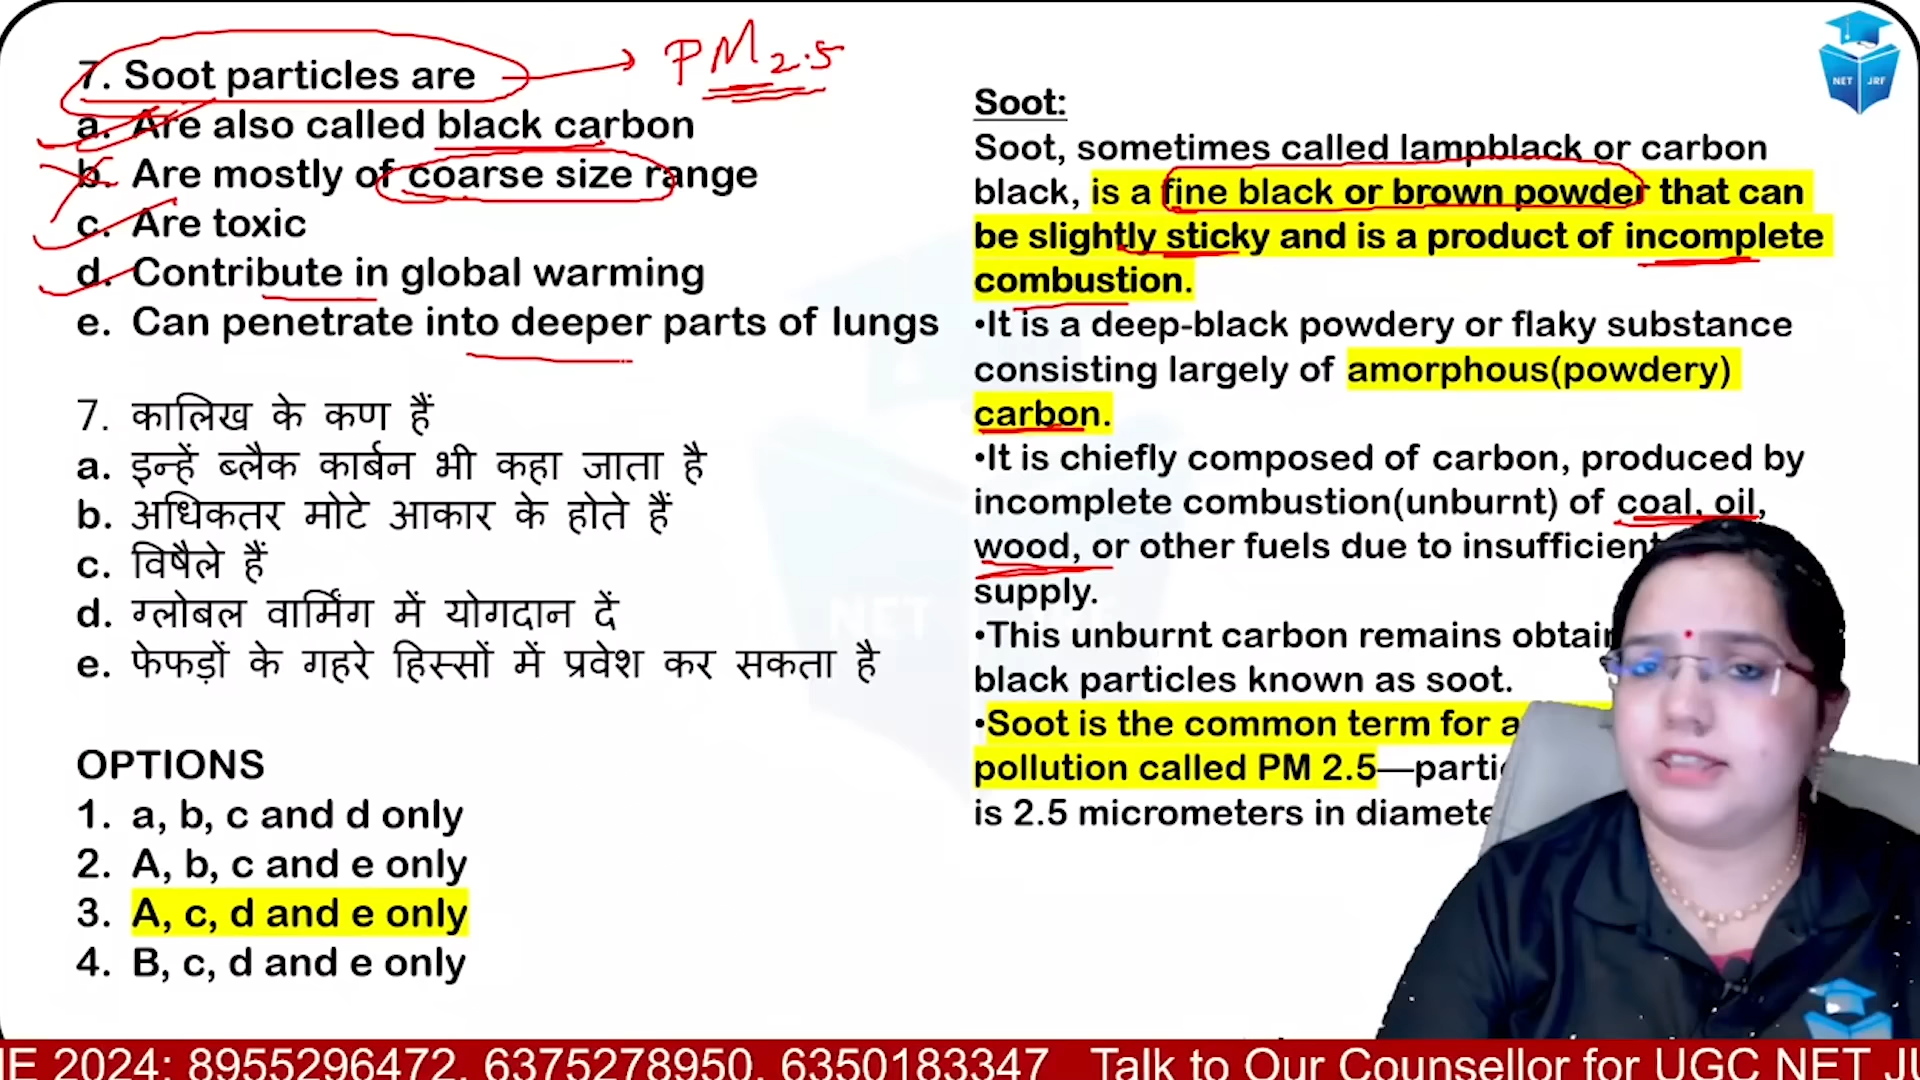 7. Soot particles are
PM2.5
a. Are also called black carbon
b. Are mostly of coarse size range
c. Are toxic
d. Contribute in global warming
e. Can penetrate into deeper parts of lungs
7. कालिख के कण हैं
a. इन्हें ब्लैक कार्बन भी कहा जाता है
b. अधिकतर मोटे आकार के होते हैं
c. विषैले हैं
d. ग्लोबल वार्मिंग में योगदान दें
e. फेफड़ों के गहरे हिस्सों में प्रवेश कर सकता है
OPTIONS
1. a, b, c and d only
2. A, b, c and e only
3. A, c, d and e only
4. B, c, d and e only
Soot:
Soot, sometimes called lampblack or carbon
black, is a fine black or brown powder that can
be slightly sticky and is a product of incomplete
combustion.
•It is a deep-black powdery or flaky substance
consisting largely of amorphous(powdery)
carbon.
•It is chiefly composed of carbon, produced by
incomplete combustion(unburnt) of coal, oil,
wood, or other fuels due to insufficient
supply.
•This unburnt carbon remains
black particles known as soot.
•Soot is the common term for a
pollution called PM 2.5—
is 2.5 micrometers in
NET JRF
NET
2024: 8955296472, 6375278950, 6350183347 Talk to Our Counsellor for UGC NET